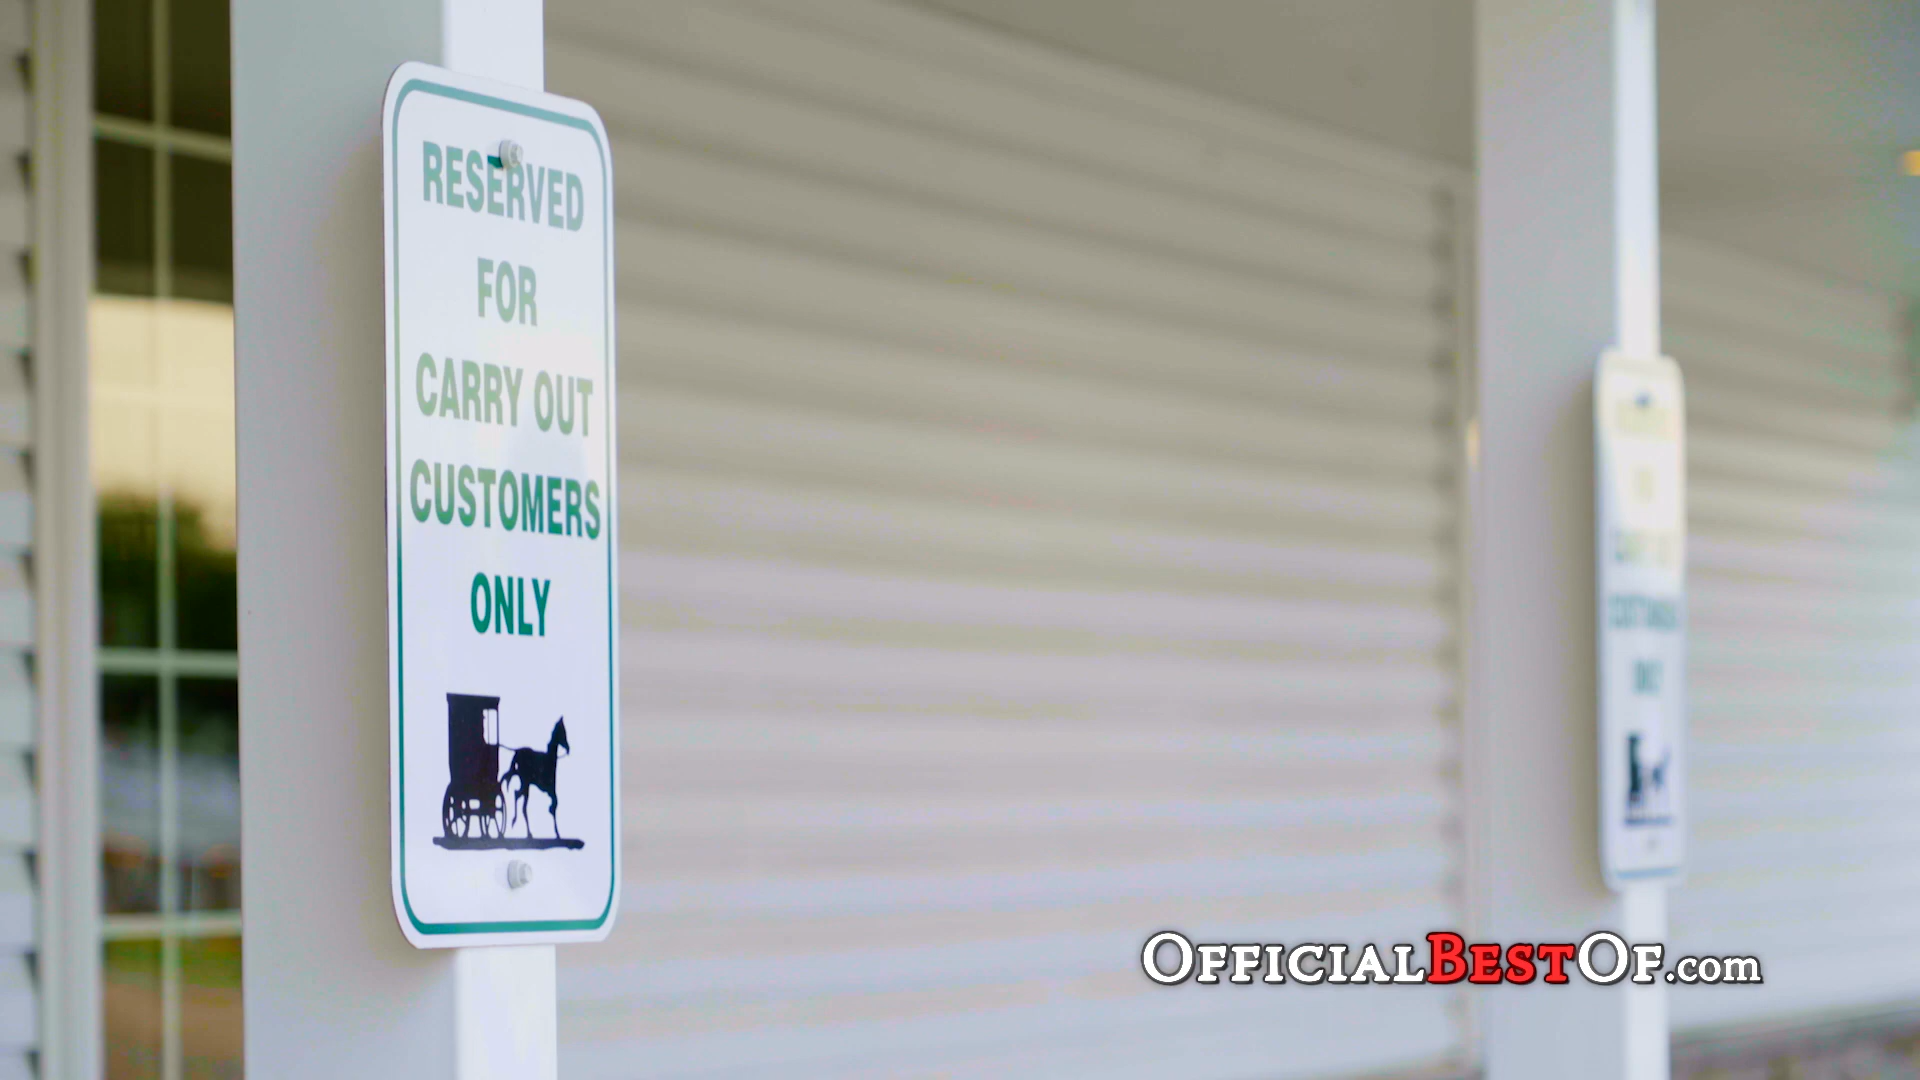 RESERVED
FOR
CARRY OUT
CUSTOMERS
ONLY
OFFICIALBESTOF.com